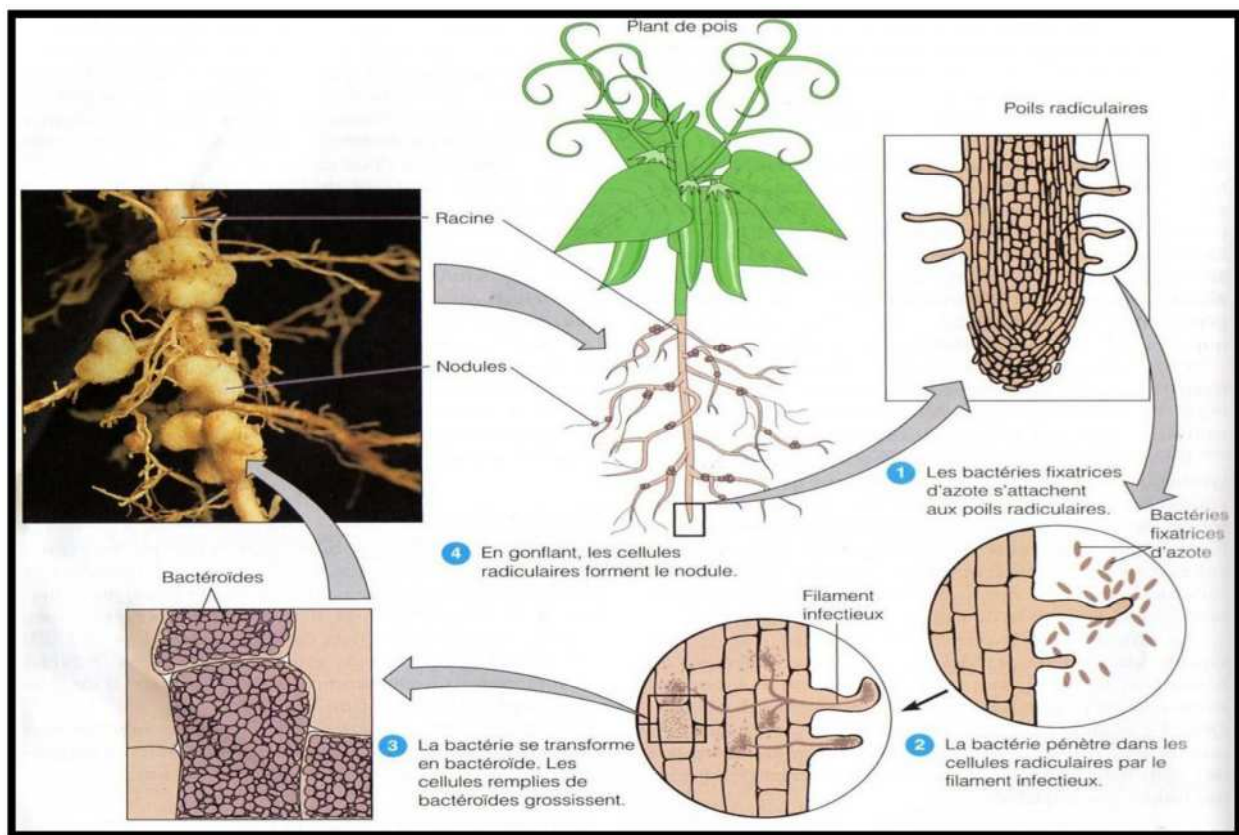 Plant de pois
Poils radiculaires
Racine
Nodules
1 Les bactéries fixatrices
d'azote s'attachent
aux poils radiculaires.
Bactéries
fixatrices
d'azote
4 En gonflant, les cellules
radiculaires forment le nodule.
Bactéroïdes
Filament
infectieux
3 La bactérie se transforme
en bactéroïde. Les
cellules remplies de
bactéroïdes grossissent.
2 La bactérie pénètre dans les
cellules radiculaires par le
filament infectieux.